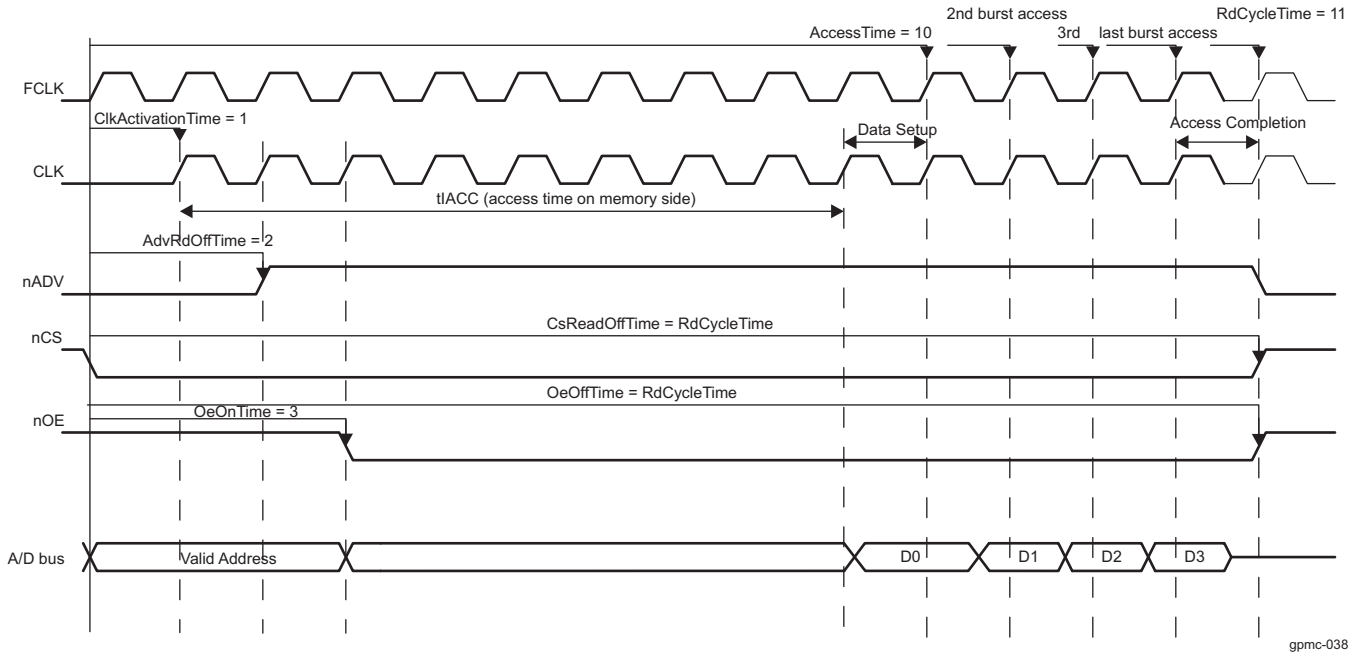 2nd burst access
RdCycleTime = 11
AccessTime = 10
3rd
last burst access
FCLK
ClkActivationTime = 1
Data Setup
Access Completion
CLK
tIACC (access time on memory side)
AdvRdOffTime = 2
nADV
CsReadOffTime = RdCycleTime
nCS
OeOffTime = RdCycleTime
OeOnTime = 3
nOE
A/D bus
Valid Address
D0
D1
D2
D3
gpmc-038